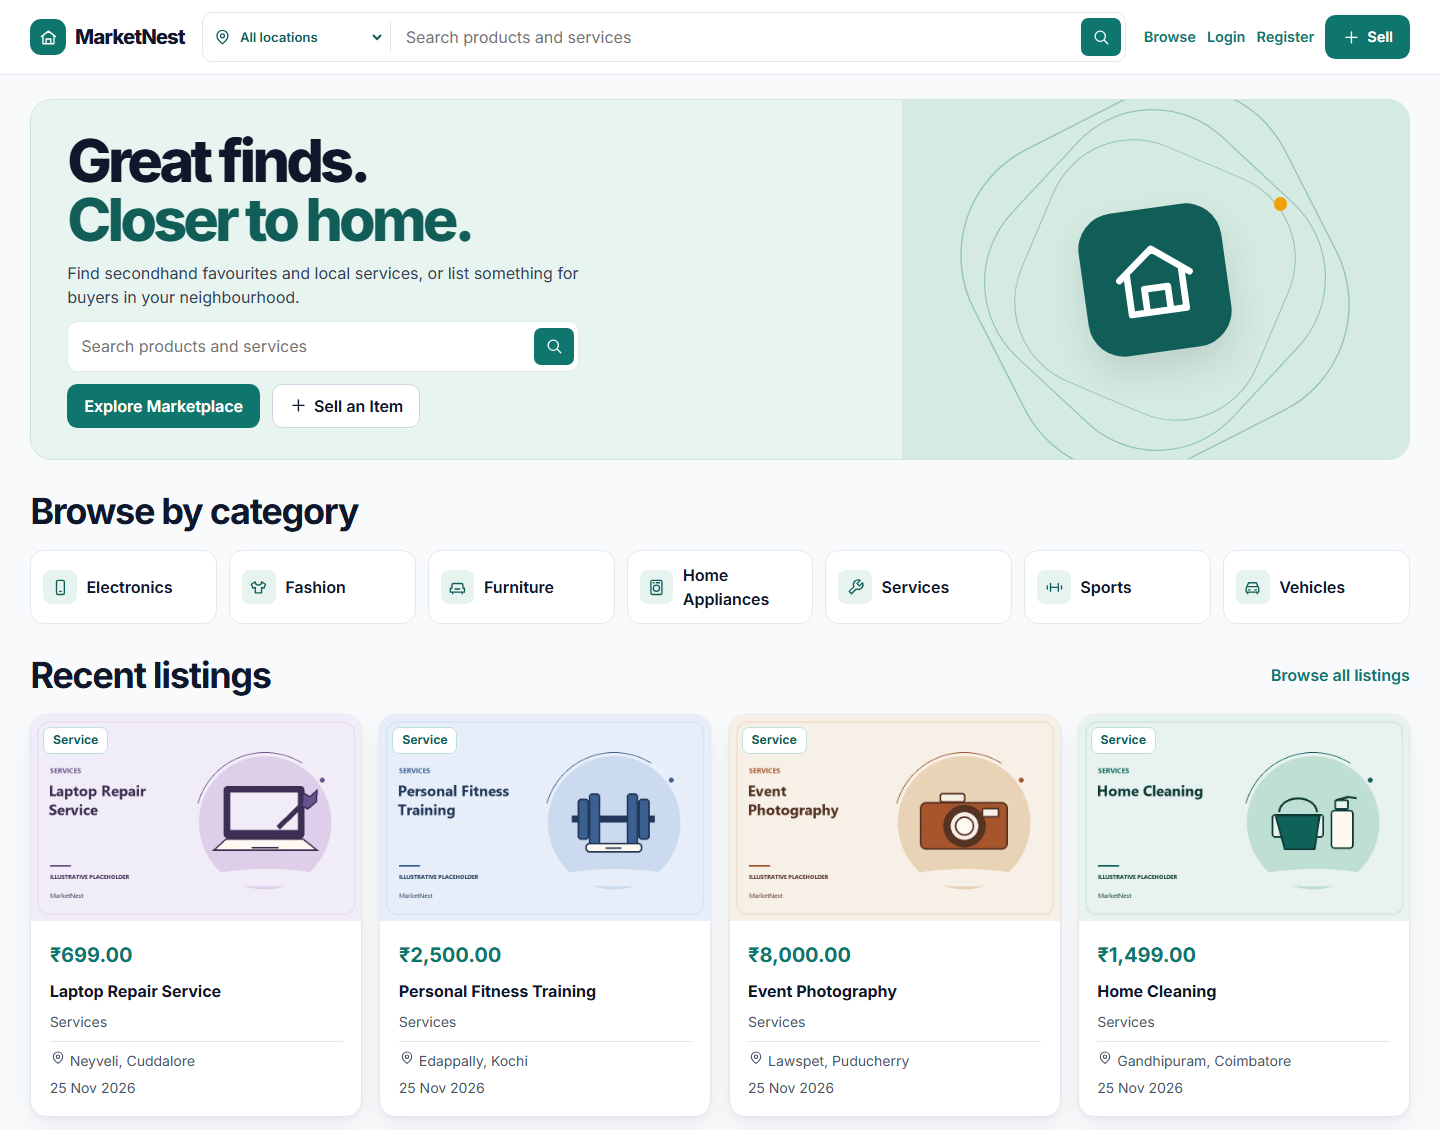 MarketNest
All locations
Search products and services
Browse
Login
Register
Sell
Great finds.
Closer to home.
Find secondhand favourites and local services, or list something for
buyers in your neighbourhood.
Search products and services
Explore Marketplace
Sell an Item
Browse by category
Electronics
Fashion
Furniture
Home
Appliances
Services
Sports
Vehicles
Recent listings
Browse all listings
Service
SERVICES
Laptop Repair
Service
ILLUSTRATIVE PLACEHOLDER
MarketNest
₹699.00
Laptop Repair Service
Services
Neyveli, Cuddalore
25 Nov 2026
Service
SERVICES
Personal Fitness
Training
ILLUSTRATIVE PLACEHOLDER
MarketNest
₹2,500.00
Personal Fitness Training
Services
Edappally, Kochi
25 Nov 2026
Service
SERVICES
Event
Photography
ILLUSTRATIVE PLACEHOLDER
MarketNest
₹8,000.00
Event Photography
Services
Lawspet, Puducherry
25 Nov 2026
Service
SERVICES
Home Cleaning
ILLUSTRATIVE PLACEHOLDER
MarketNest
₹1,499.00
Home Cleaning
Services
Gandhipuram, Coimbatore
25 Nov 2026